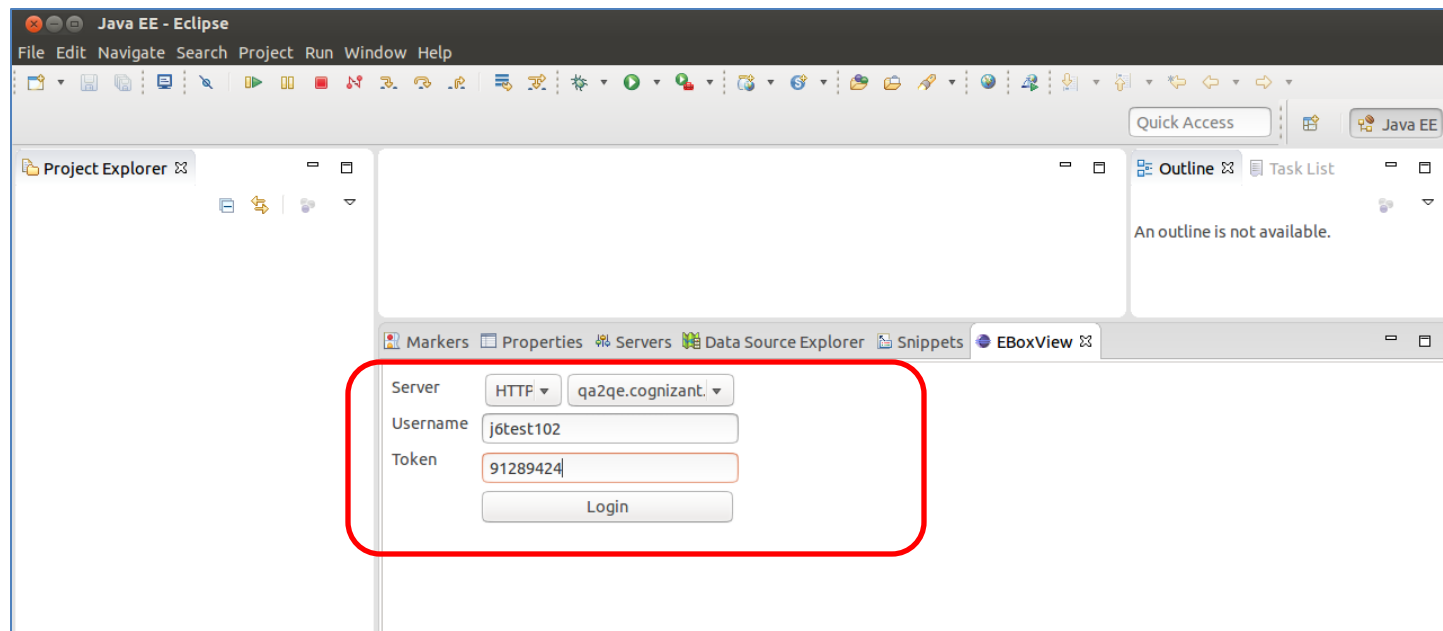 Java EE - Eclipse
File Edit Navigate Search Project Run Window Help
Quick Access
Java EE
Project Explorer
Outline
Task List
An outline is not available.
Markers Properties Servers Data Source Explorer Snippets EBoxView
Server HTTP qa2qe.cognizant.
Username j6test102
Token 91289424
Login